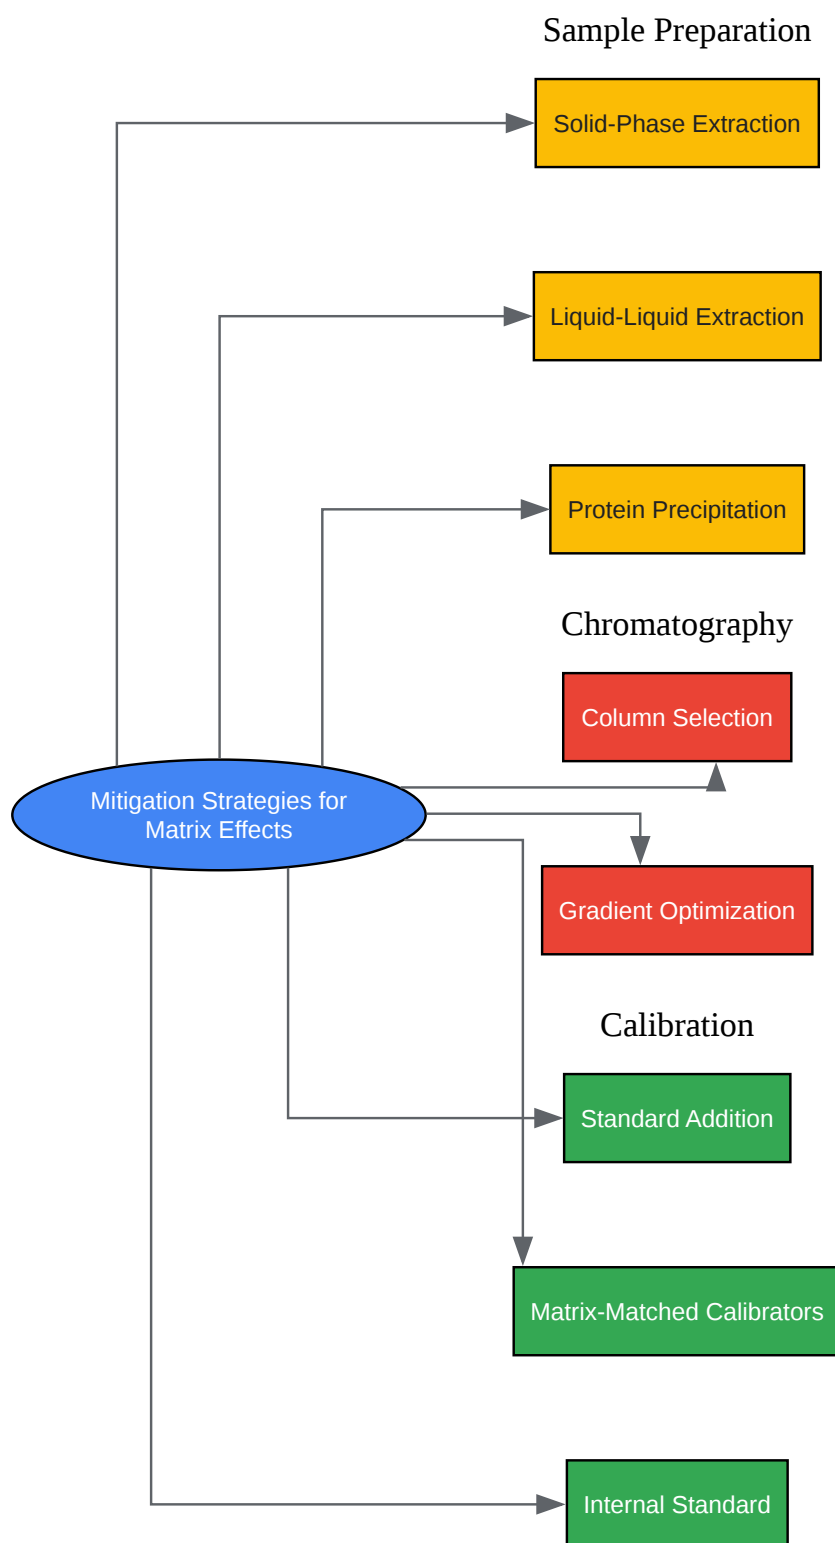 Sample Preparation
Solid-Phase Extraction
Liquid-Liquid Extraction
Protein Precipitation
Chromatography
Column Selection
Mitigation Strategies for
Matrix Effects
Gradient Optimization
Calibration
Standard Addition
Matrix-Matched Calibrators
Internal Standard